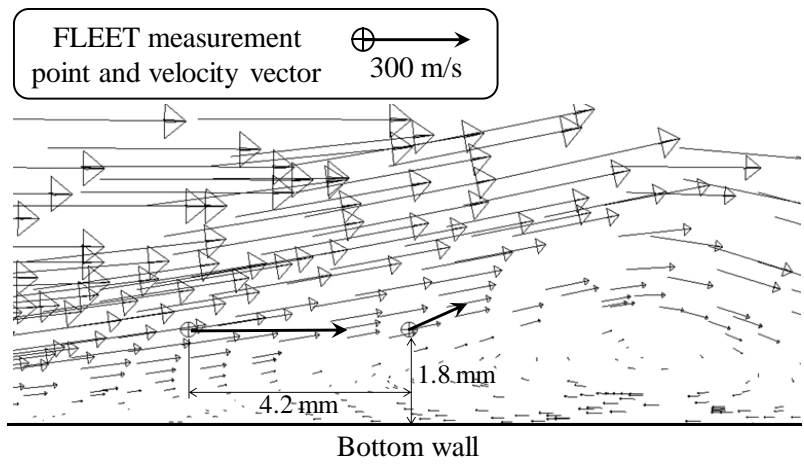 FLEET measurement
point and velocity vector
300 m/s
1.8 mm
4.2 mm
Bottom wall